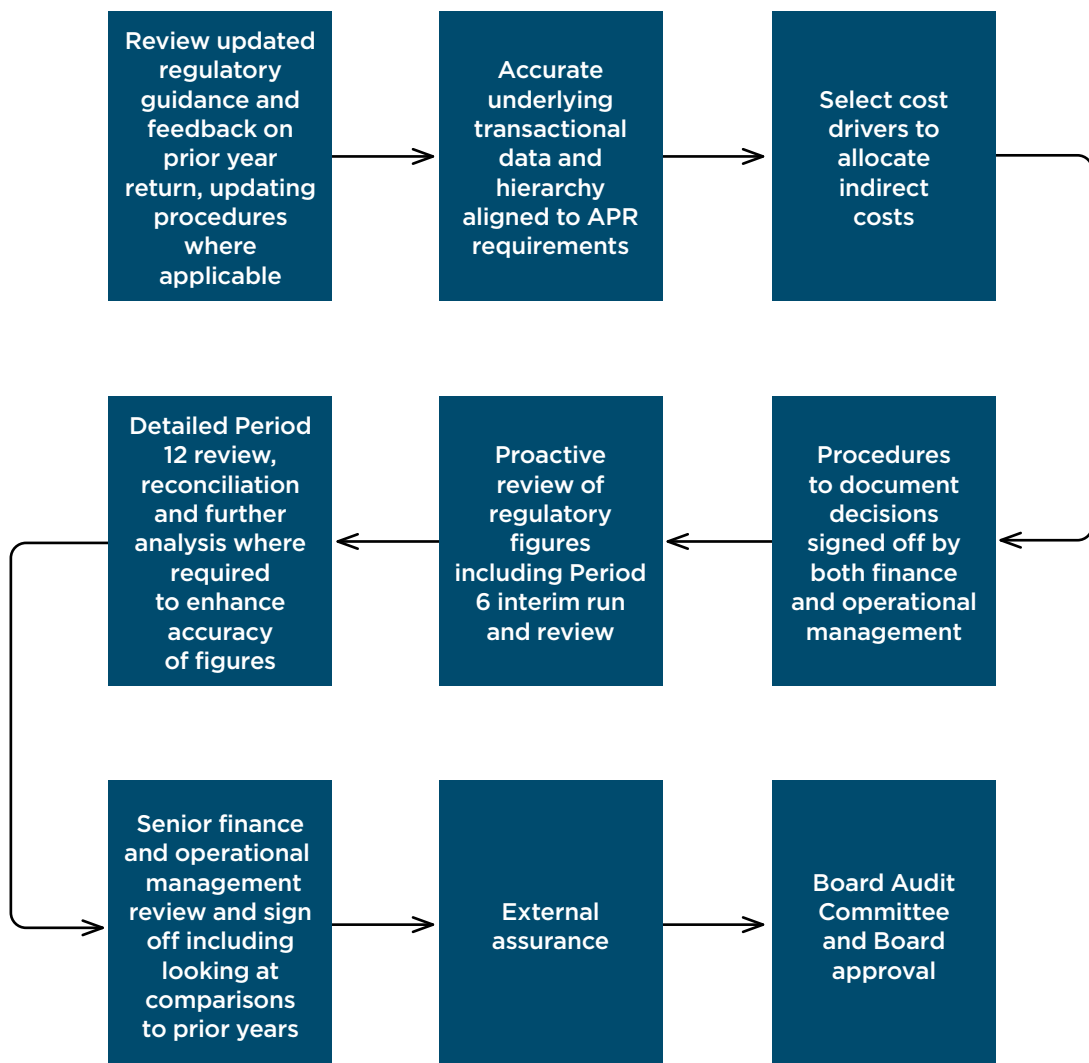 Review updated
regulatory
guidance and
feedback on
prior year
return, updating
procedures
where
applicable
Accurate
underlying
transactional
data and
hierarchy
aligned to APR
requirements
Select cost
drivers to
allocate
indirect
costs
Procedures
to document
decisions
signed off by
both finance
and operational
management
Proactive
review of
regulatory
figures
including Period
6 interim run
and review
Detailed Period
12 review,
reconciliation
and further
analysis where
required
to enhance
accuracy
of figures
Senior finance
and operational
management
review and sign
off including
looking at
comparisons
to prior years
External
assurance
Board Audit
Committee
and Board
approval